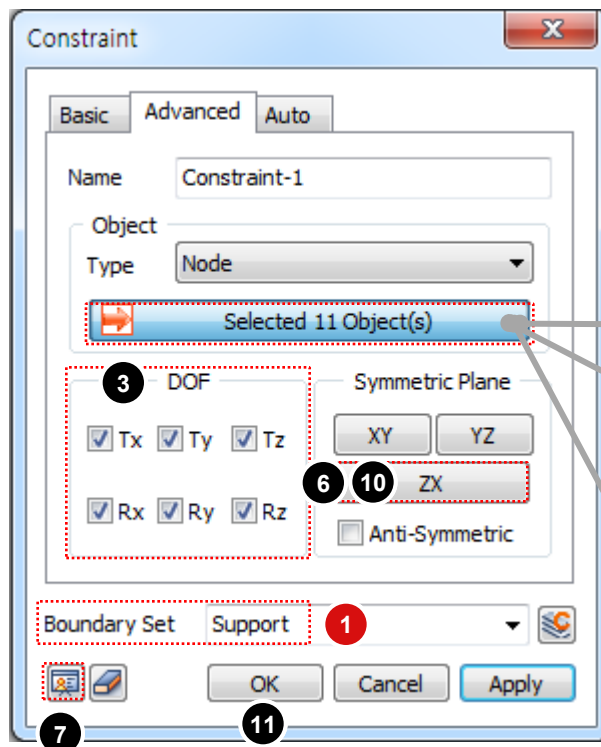 Constraint
Basic Advanced Auto
Name Constraint-1
Object
Type Node
Selected 11 Object(s)
3 DOF
Tx Ty Tz
Rx Ry Rz
Symmetric Plane
XY YZ
6 10 ZX
Anti-Symmetric
Boundary Set Support 1
OK Cancel Apply
7 11